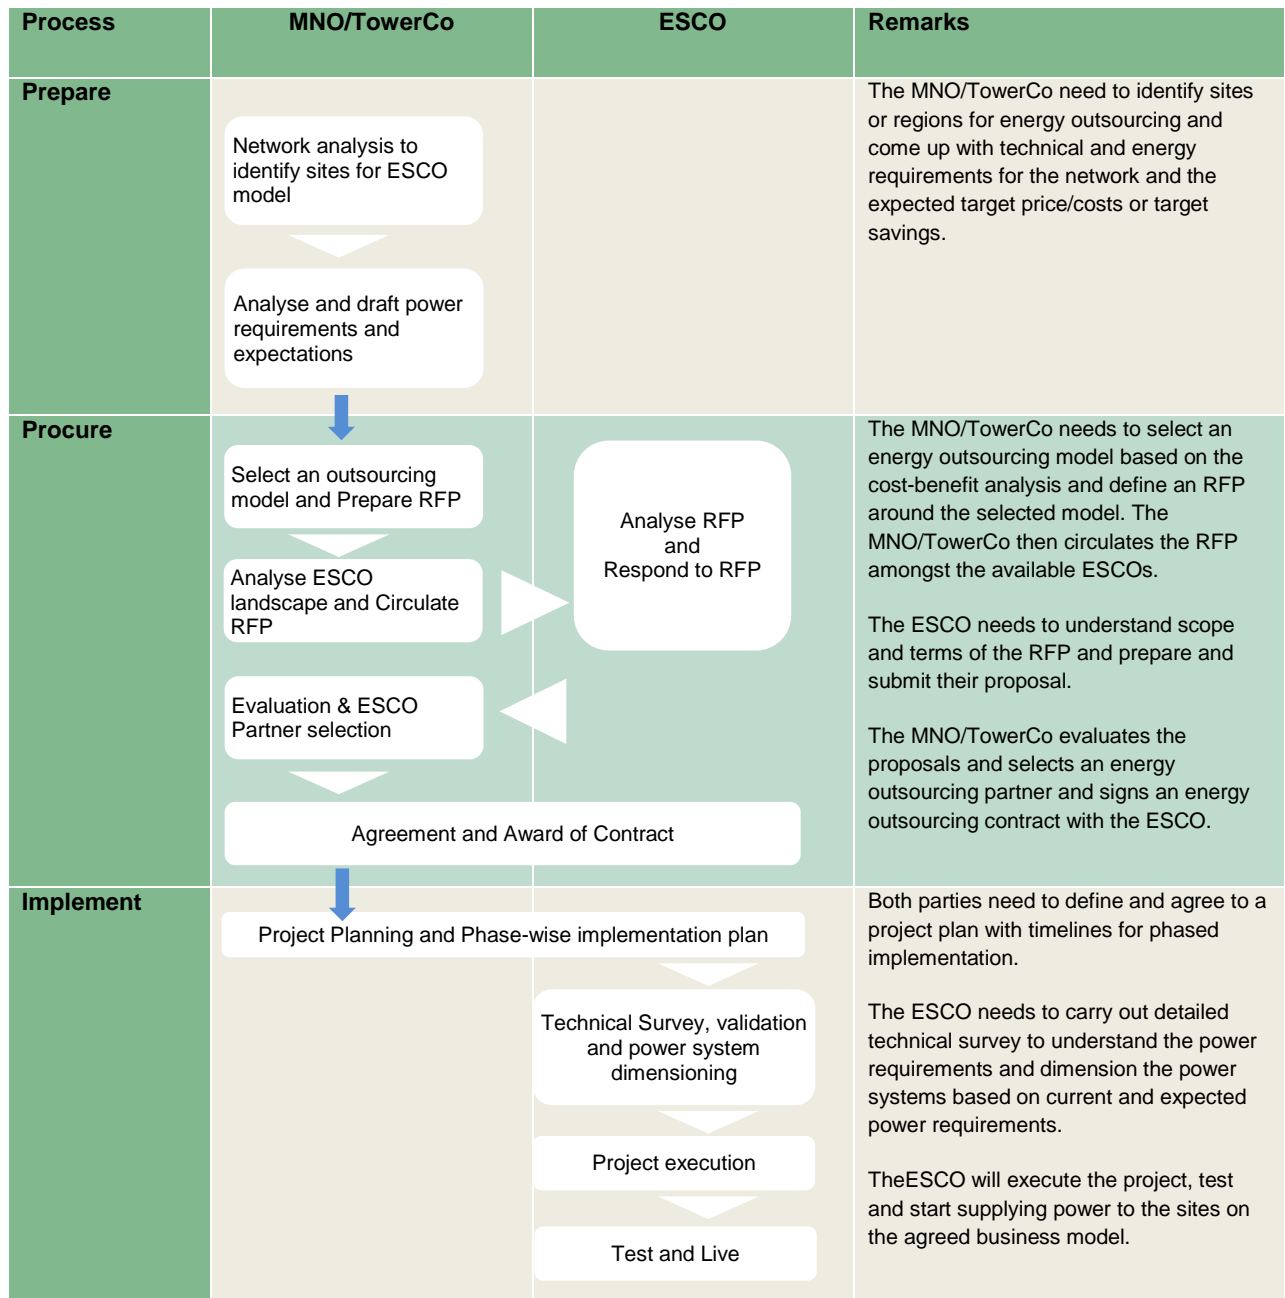 Process
MNO/TowerCo
ESCO
Remarks
Prepare
Network analysis to
identify sites for ESCO
model
Analyse and draft power
requirements and
expectations
The MNO/TowerCo need to identify sites
or regions for energy outsourcing and
come up with technical and energy
requirements for the network and the
expected target price/costs or target
savings.
Procure
Select an outsourcing
model and Prepare RFP
Analyse ESCO
landscape and Circulate
RFP
Evaluation & ESCO
Partner selection
Analyse RFP
and
Respond to RFP
Agreement and Award of Contract
The MNO/TowerCo needs to select an
energy outsourcing model based on the
cost-benefit analysis and define an RFP
around the selected model. The
MNO/TowerCo then circulates the RFP
amongst the available ESCOs.
The ESCO needs to understand scope
and terms of the RFP and prepare and
submit their proposal.
The MNO/TowerCo evaluates the
proposals and selects an energy
outsourcing partner and signs an energy
outsourcing contract with the ESCO.
Implement
Project Planning and Phase-wise implementation plan
Technical Survey, validation
and power system
dimensioning
Project execution
Test and Live
Both parties need to define and agree to a
project plan with timelines for phased
implementation.
The ESCO needs to carry out detailed
technical survey to understand the power
requirements and dimension the power
systems based on current and expected
power requirements.
TheESCO will execute the project, test
and start supplying power to the sites on
the agreed business model.